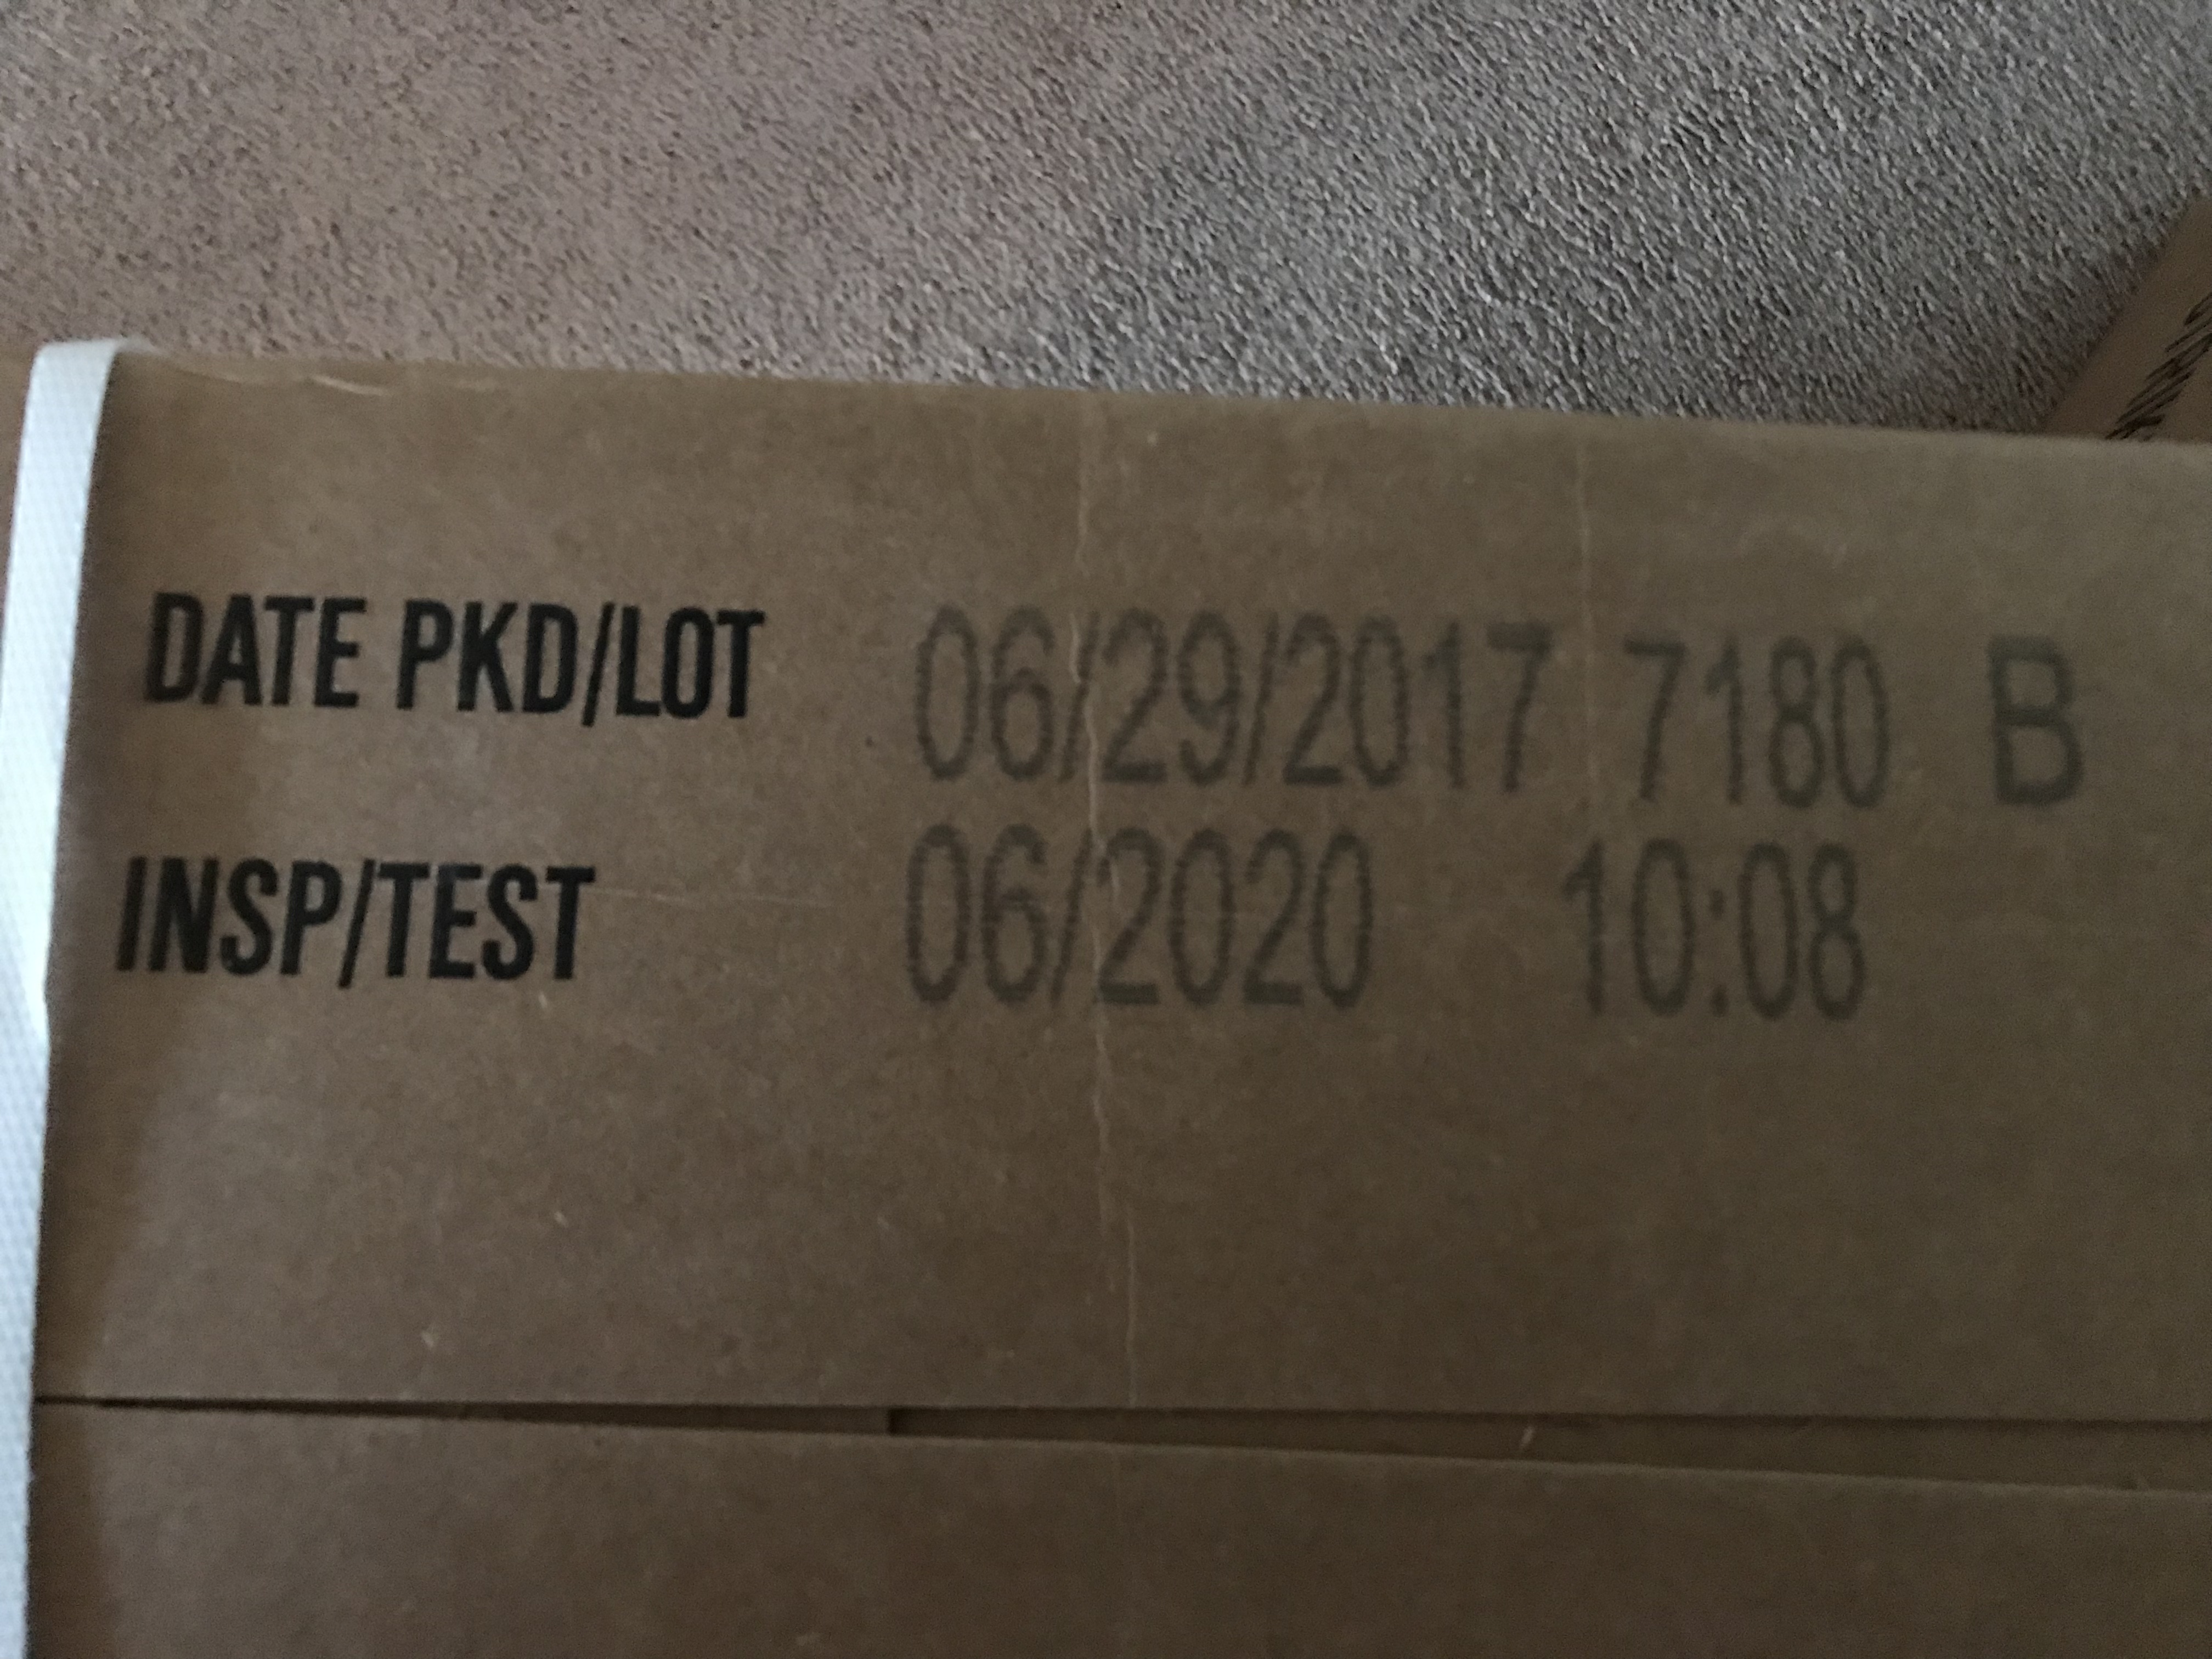 DATE PKD/LOT 06/29/2017 7180 B
INSP/TEST 06/2020 10:08